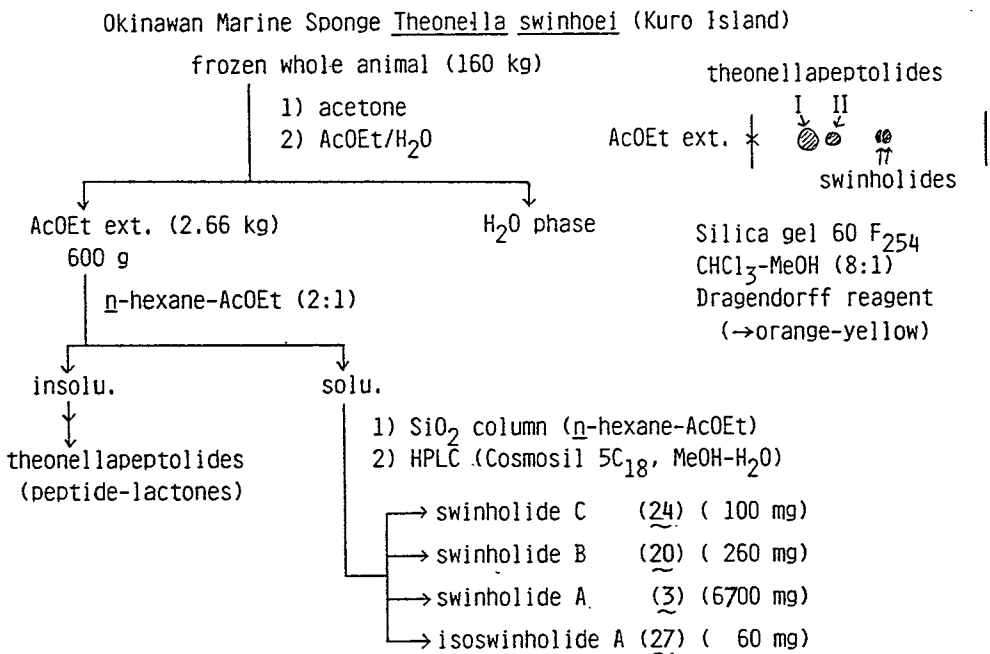 Okinawan Marine Sponge Theonella swinhoei (Kuro Island)
frozen whole animal (160 kg)
1) acetone
2) AcOEt/H₂O
AcOEt ext. (2.66 kg)
600 g
H₂O phase
n-hexane-AcOEt (2:1)
theonellapeptolides
I II
AcOEt ext.
swinholides
Silica gel 60 F₂₅₄
CHCl₃-MeOH (8:1)
Dragendorff reagent
(→orange-yellow)
insolu.
solu.
theonellapeptolides
(peptide-lactones)
1) SiO₂ column (n-hexane-AcOEt)
2) HPLC (Cosmosil 5C₁₈, MeOH-H₂O)
swinholide C (24) ( 100 mg)
swinholide B (20) ( 260 mg)
swinholide A (3) (6700 mg)
isoswinholide A (27) ( 60 mg)